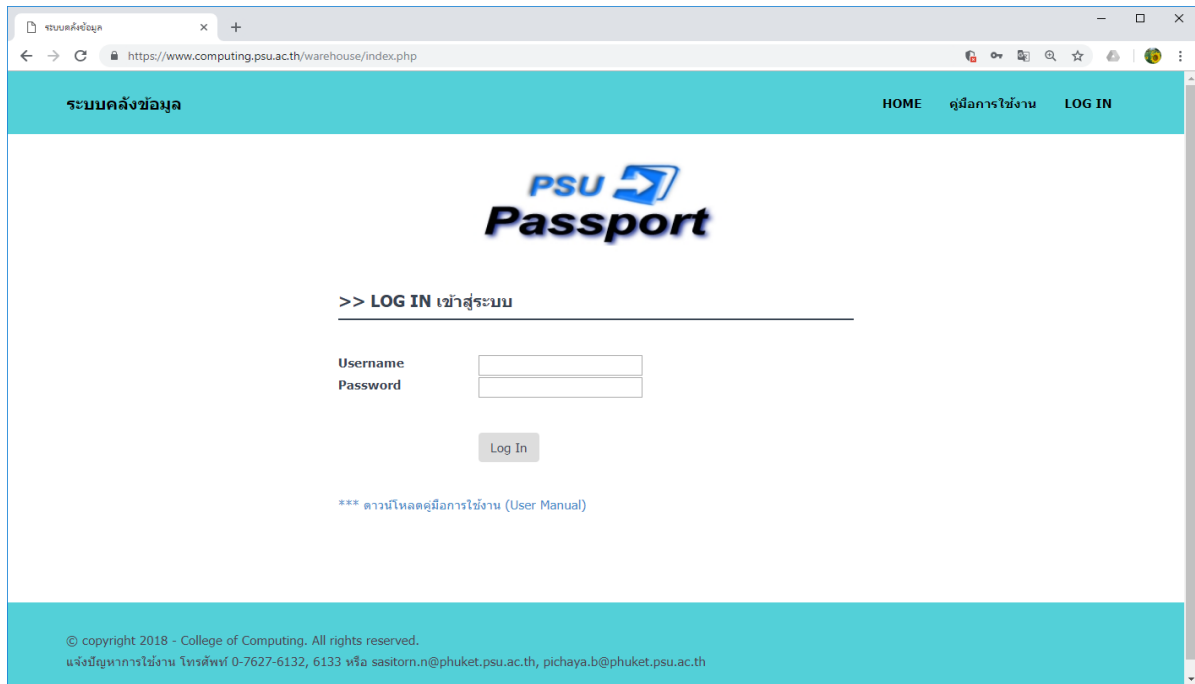 ระบบคลังข้อมูล
https://www.computing.psu.ac.th/warehouse/index.php
ระบบคลังข้อมูล HOME คู่มือการใช้งาน LOG IN
PSU
Passport
>> LOG IN เข้าสู่ระบบ
Username
Password
Log In
*** ดาวน์โหลดคู่มือการใช้งาน (User Manual)
© copyright 2018 - College of Computing. All rights reserved.
แจ้งปัญหาการใช้งาน โทรศัพท์ 0-7627-6132, 6133 หรือ sasitorn.n@phuket.psu.ac.th, pichaya.b@phuket.psu.ac.th